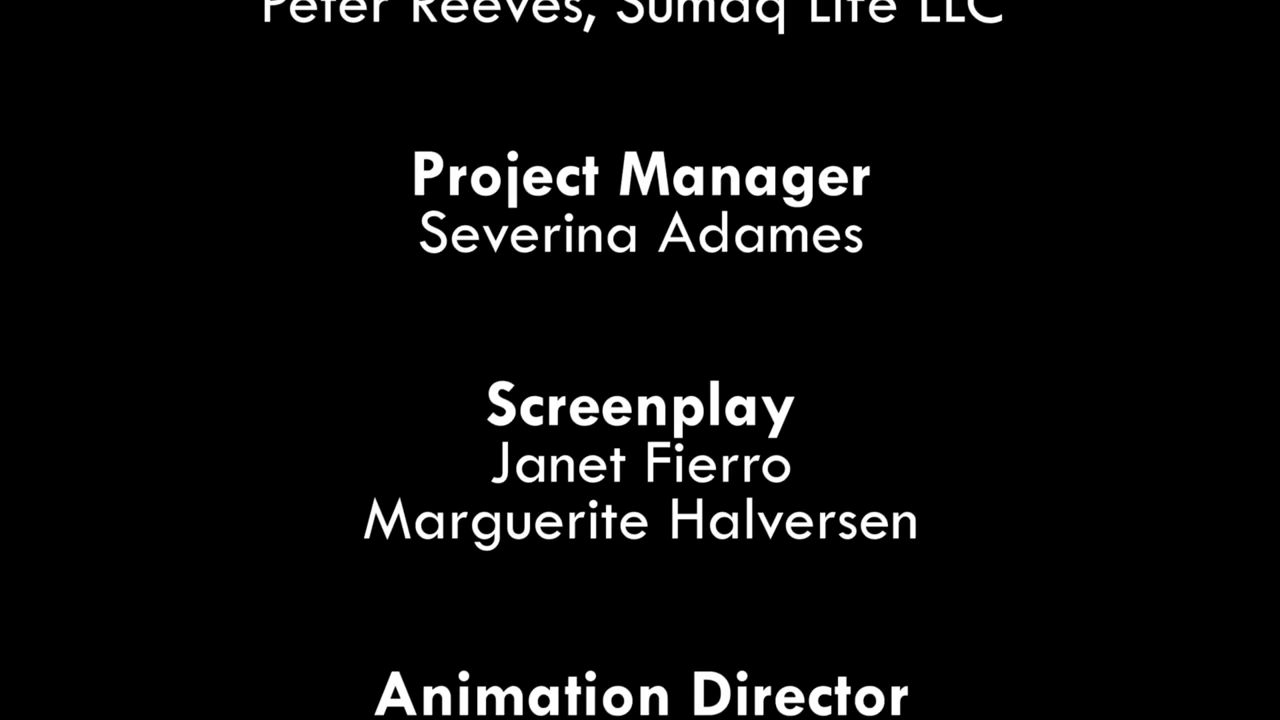 Peter Reeves, Sumaq Life LLC
Project Manager
Severina Adames
Screenplay
Janet Fierro
Marguerite Halversen
Animation Director